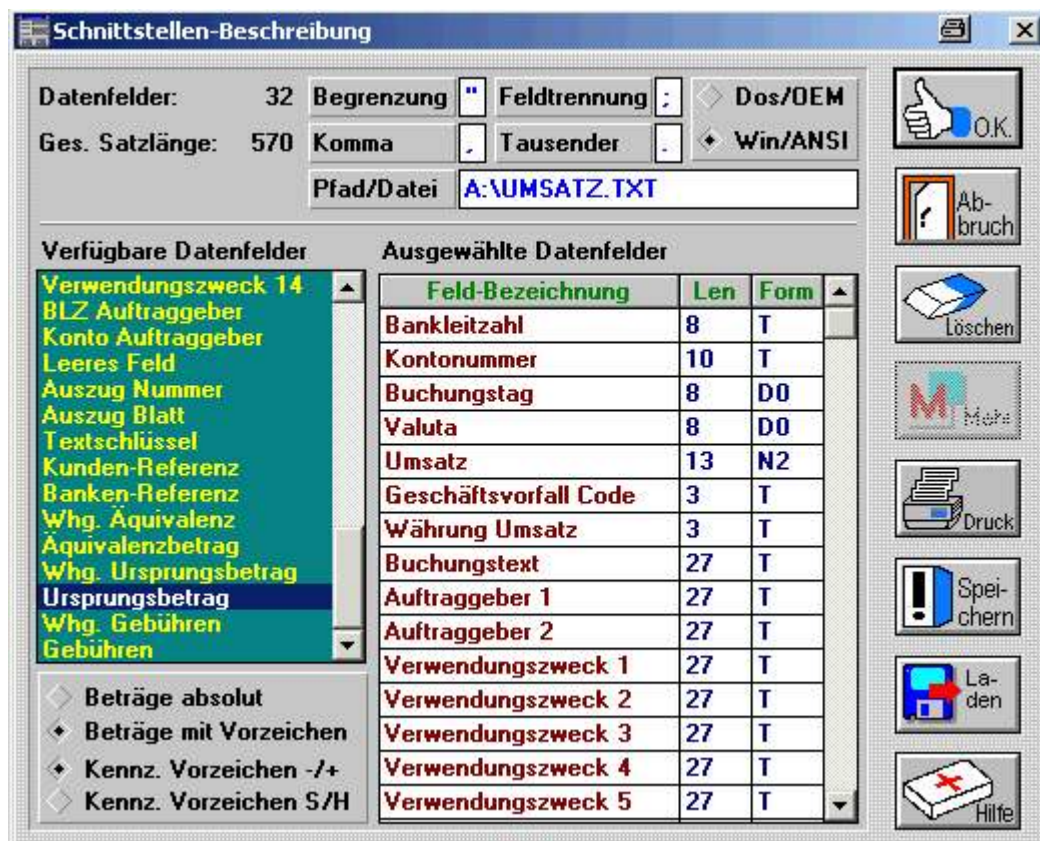 Schnittstellen-Beschreibung
Datenfelder: 32 Begrenzung " Feldtrennung ; Dos/OEM
Ges. Satzlänge: 570 Komma , Tausender . Win/ANSI
Pfad/Datei A:\UMSATZ.TXT
Verfügbare Datenfelder
Verwendungszweck 14
BLZ Auftraggeber
Konto Auftraggeber
Leeres Feld
Auszug Nummer
Auszug Blatt
Textschlüssel
Kunden-Referenz
Banken-Referenz
Whg. Äquivalenz
Äquivalenzbetrag
Whg. Ursprungsbetrag
Ursprungsbetrag
Whg. Gebühren
Gebühren
Beträge absolut
Beträge mit Vorzeichen
Kennz. Vorzeichen -/+
Kennz. Vorzeichen S/H
Ausgewählte Datenfelder
Feld-Bezeichnung Len Form
Bankleitzahl 8 T
Kontonummer 10 T
Buchungstag 8 D0
Valuta 8 D0
Umsatz 13 N2
Geschäftsvorfall Code 3 T
Währung Umsatz 3 T
Buchungstext 27 T
Auftraggeber 1 27 T
Auftraggeber 2 27 T
Verwendungszweck 1 27 T
Verwendungszweck 2 27 T
Verwendungszweck 3 27 T
Verwendungszweck 4 27 T
Verwendungszweck 5 27 T
O.K.
Ab-
bruch
Löschen
Mehr
Druck
Spei-
chern
La-
den
Hilfe